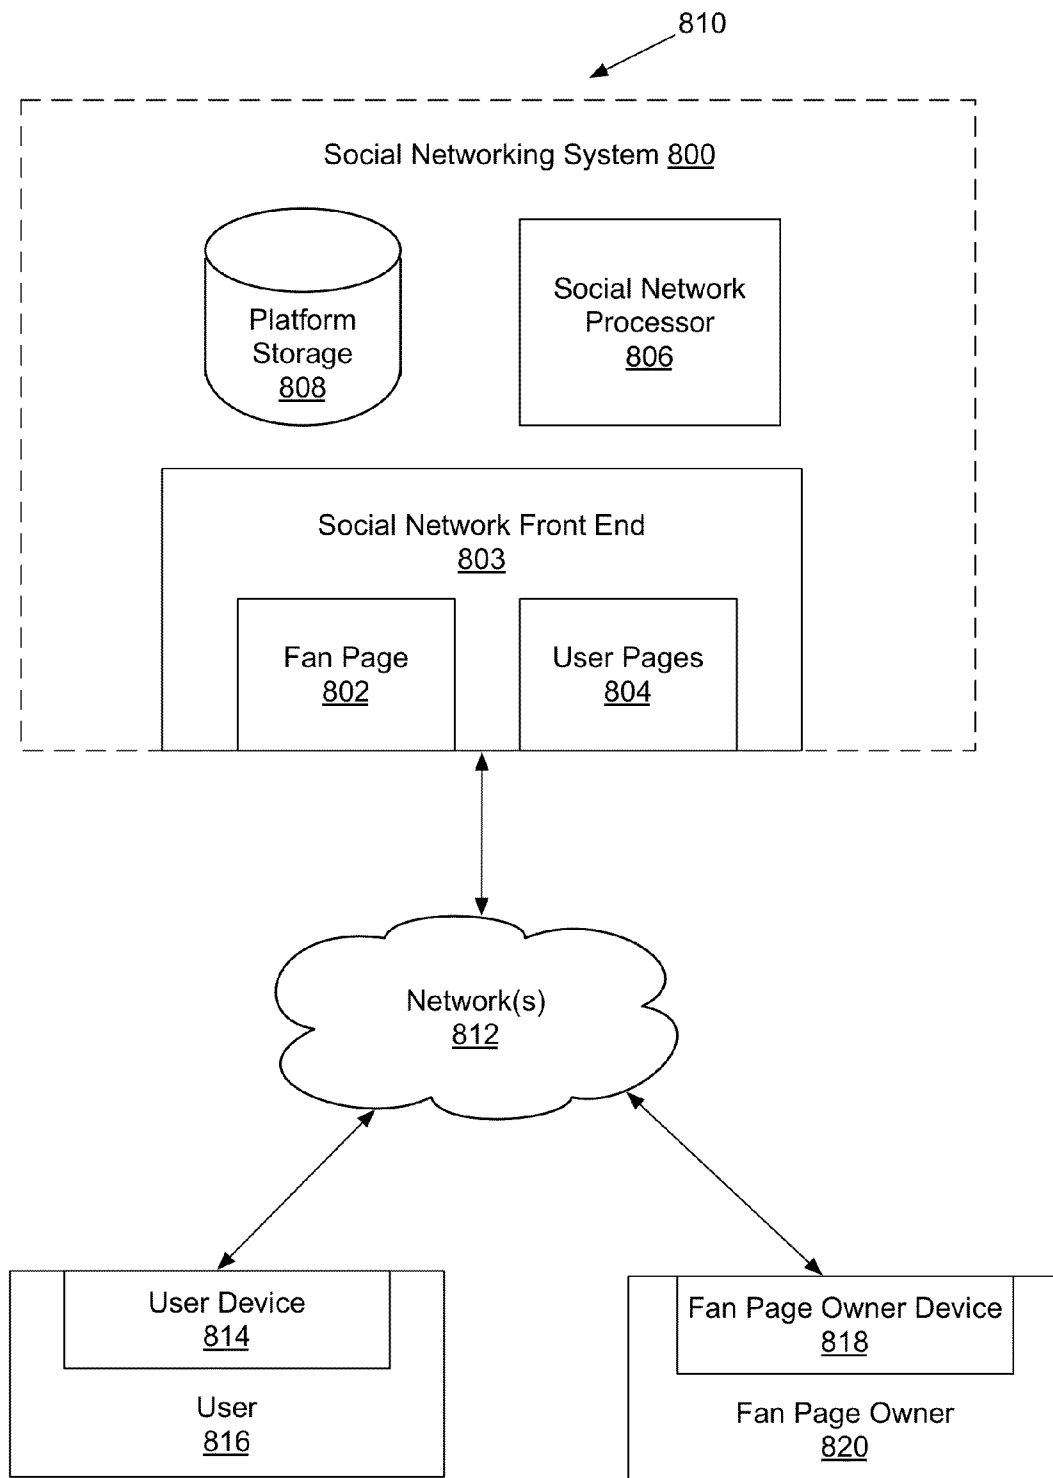 810
Social Networking System 800
Platform
Storage
808
Social Network
Processor
806
Social Network Front End
803
Fan Page
802
User Pages
804
Network(s)
812
User Device
814
User
816
Fan Page Owner Device
818
Fan Page Owner
820